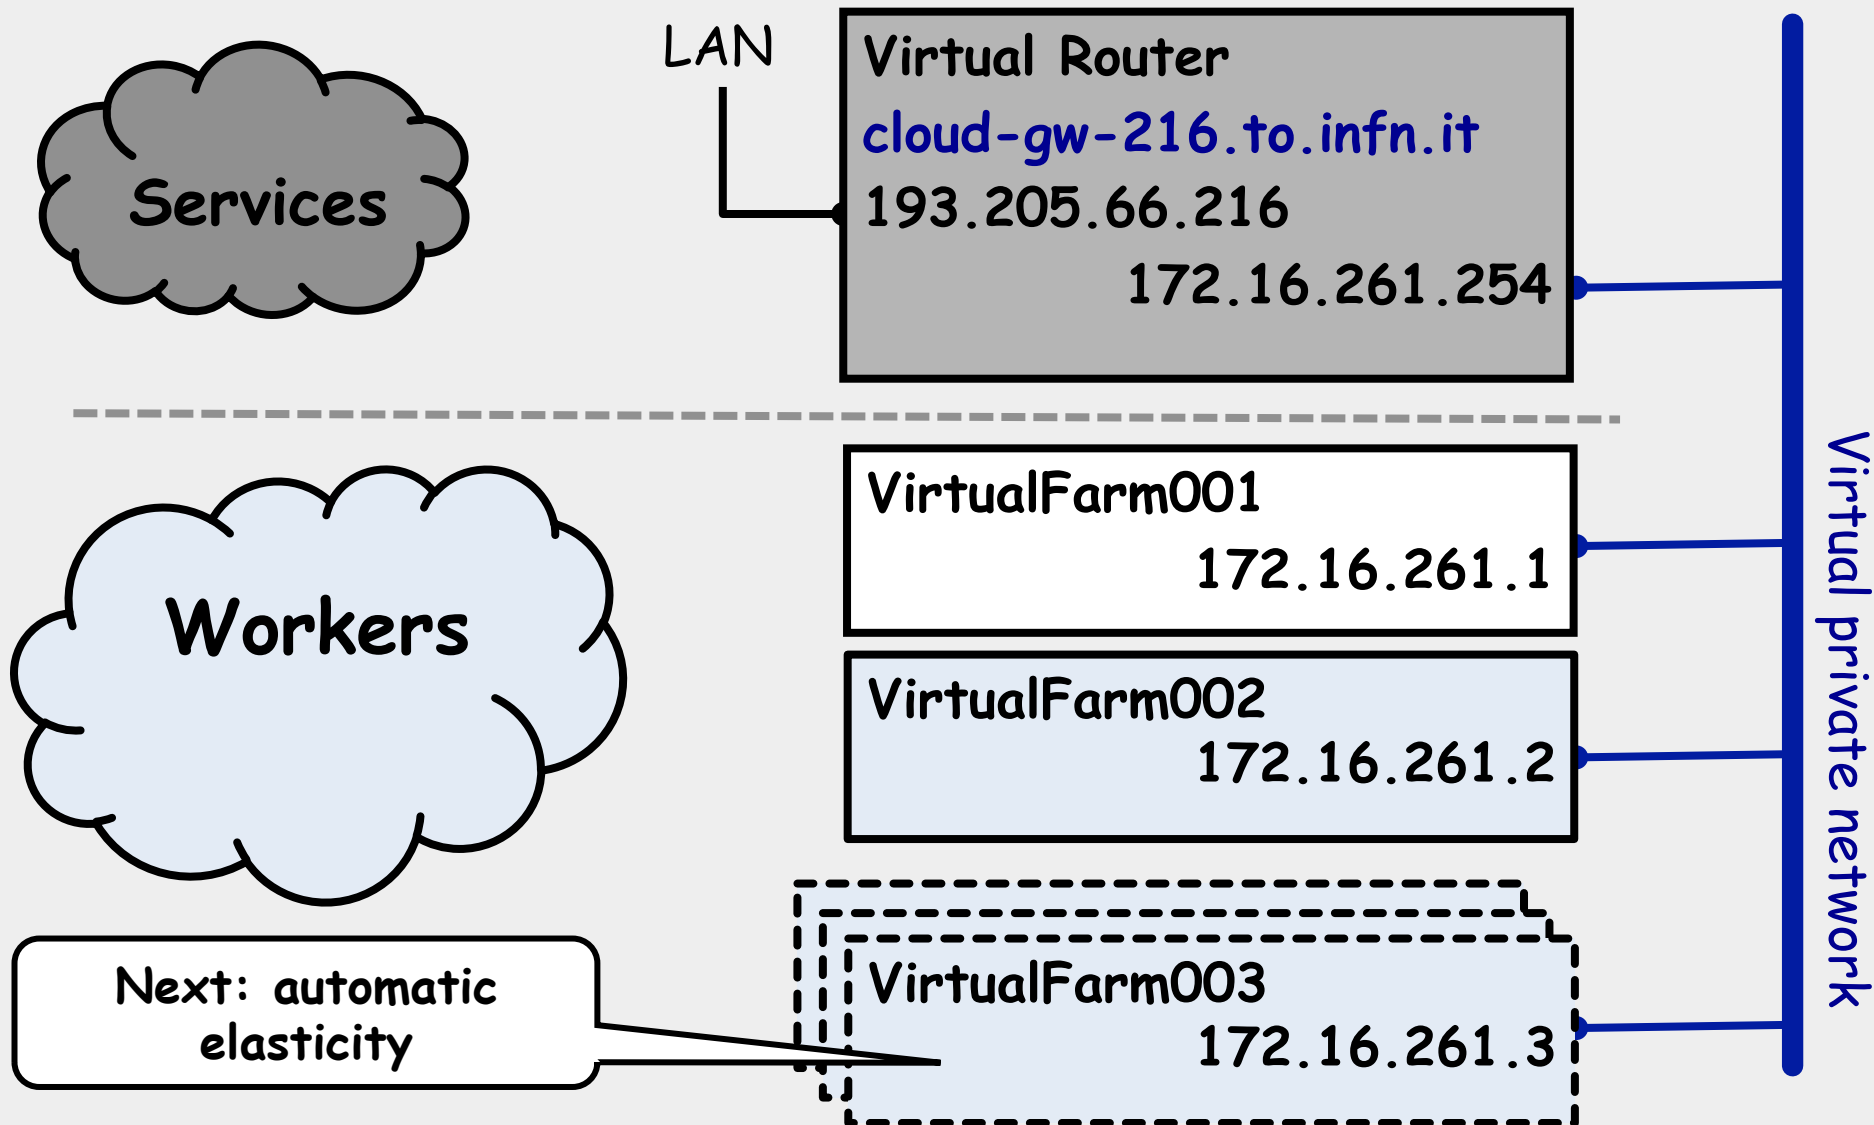 LAN
Virtual Router
cloud-gw-216.to.infn.it
193.205.66.216
172.16.261.254
Services
VirtualFarm001
172.16.261.1
Workers
VirtualFarm002
172.16.261.2
VirtualFarm003
172.16.261.3
Next: automatic
elasticity
Virtual private network